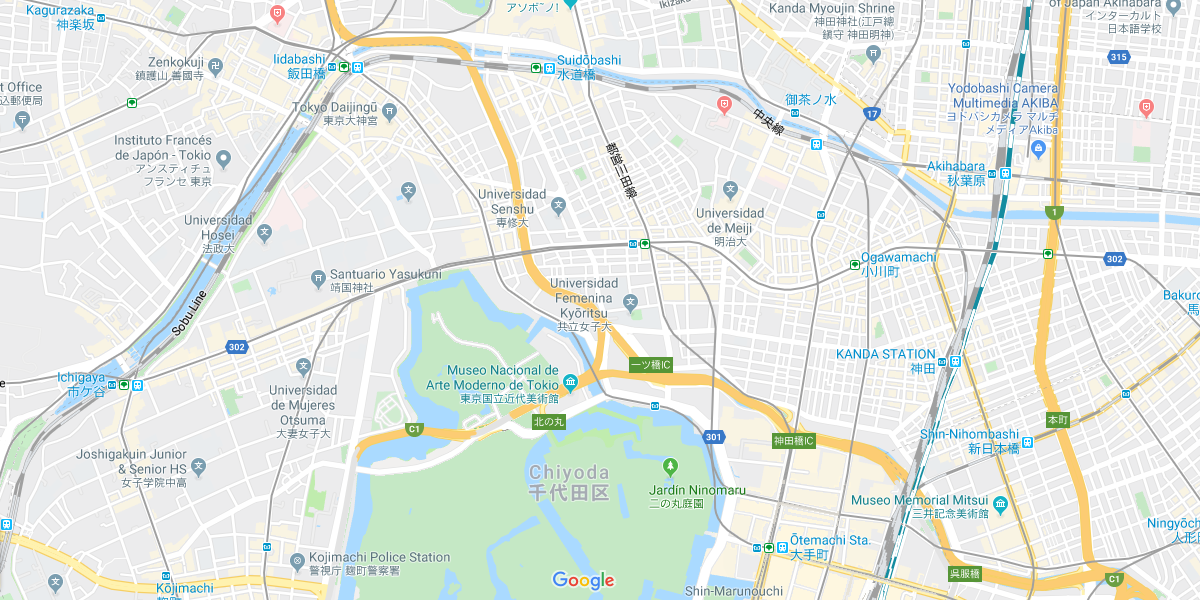 Kagurazaka
神楽坂
アソボ~ノ!
Kanda Myoujin Shrine
神田神社(江戸總
鎮守 神田明神)
of Japan Akihabara
インターカルト
日本語学校
315
Zenkokuji
鎮護山 善國寺
Iidabashi
飯田橋
Suidōbashi
水道橋
t Office
込郵便局
Tokyo Daijingū
東京大神宮
御茶ノ水
中央線
17
Yodobashi Camera
Multimedia AKIBA
ヨドバシカメラ マルチ
メディアAkiba
Instituto Francés
de Japón - Tokio
アンスティチュ
フランセ 東京
都営三田線
Akihabara
秋葉原
Universidad
Senshu
専修大
Universidad
de Meiji
明治大
1
Universidad
Hosei
法政大
Santuario Yasukuni
靖国神社
Ogawamachi
小川町
302
Universidad
Femenina
Kyōritsu
共立女子大
Bakuro
馬
Sobu Line
302
KANDA STATION
神田
一ツ橋IC
Ichigaya
市ケ谷
Museo Nacional de
Arte Moderno de Tokio
東京国立近代美術館
Universidad
de Mujeres
Otsuma
大妻女子大
C1
北の丸
301
神田橋IC
本町
Shin-Nihombashi
新日本橋
Joshigakuin Junior
& Senior HS
女子学院中高
Chiyoda
千代田区
Jardín Ninomaru
二の丸庭園
Museo Memorial Mitsui
三井記念美術館
Ningyōch
人形
Ōtemachi Sta.
大手町
Kojimachi Police Station
警視庁 麹町警察署
呉服橋
C1
Kōjimachi
Google
Shin-Marunouchi